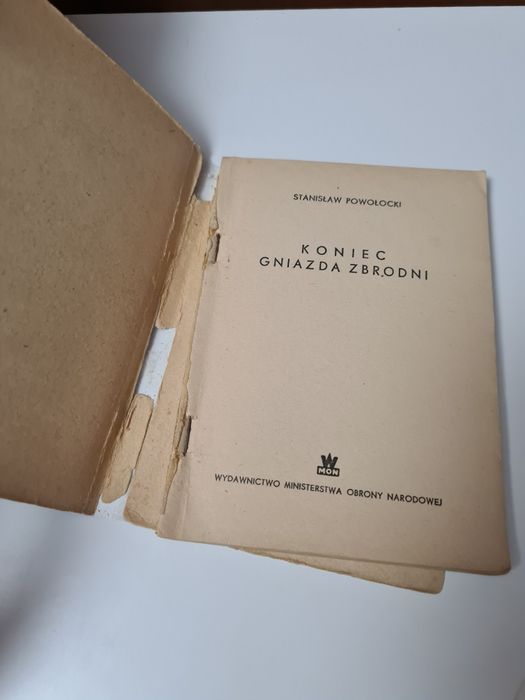 STANISŁAW POWOŁOCKI
KONIEC
GNIAZDA ZBRODNI
W
MON
WYDAWNICTWO MINISTERSTWA OBRONY NARODOWEJ